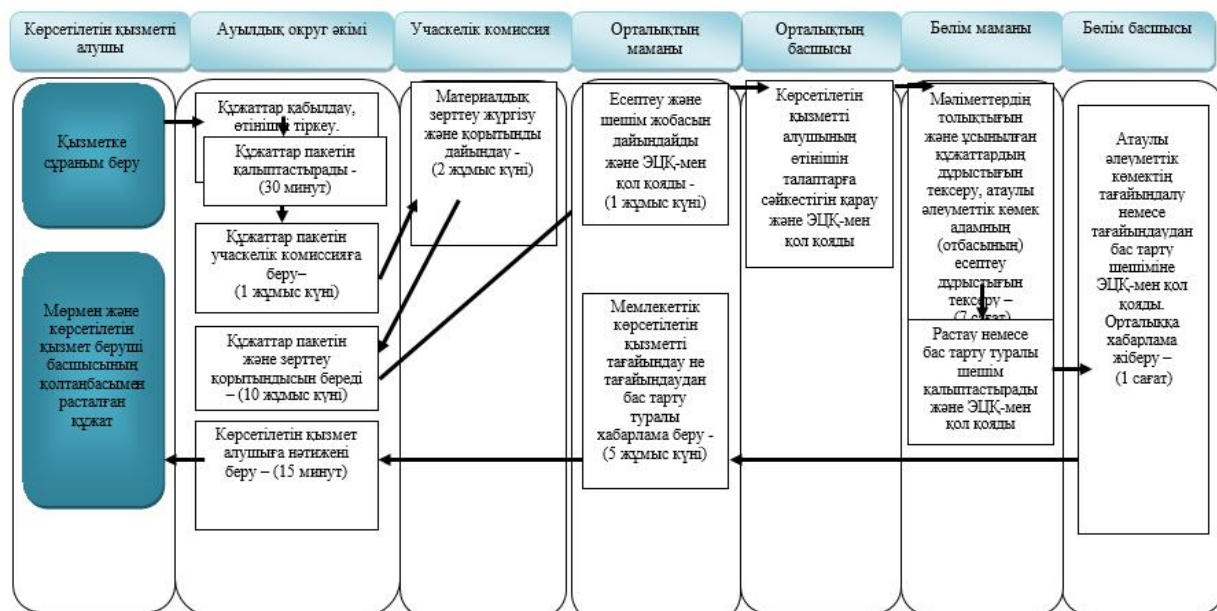 Көрсетілетін қызметті
алушы
Ауылдық округ әкімі
Учаскелік комиссия
Орталықтың
маманы
Орталықтың
басшысы
Бөлім маманы
Бөлім басшысы
Қызметке
сұраным беру
Мөрмен және
көрсетілетін
қызмет беруші
басшысының
қолтаңбасымен
расталған
құжат
Құжаттар қабылдау,
өтінішті тіркеу.
Құжаттар пакетін
қалыптастырады -
(30 минут)
Құжаттар пакетін
учаскелік комиссияға
беру–
(1 жұмыс күні)
Құжаттар пакетін
және зерттеу
қорытындысын береді
– (10 жұмыс күні)
Көрсетілетін қызмет
алушыға нәтижені
беру – (15 минут)
Материалдық
зерттеу жүргізу
және қорытынды
дайындау -
(2 жұмыс күні)
Есептеу және
шешім жобасын
дайындайды
және ЭЦҚ-мен
қол қояды -
(1 жұмыс күні)
Мемлекеттік
көрсетілетін
қызметті
тағайындау не
тағайындаудан
бас тарту
туралы
хабарлама беру -
(5 жұмыс күні)
Көрсетілетін
қызметті
алушының
өтінішін
талаптарға
сәйкестігін қарау
және ЭЦҚ-мен
қол қояды
Мәліметтердің
толықтығын
және ұсынылған
құжаттардың
дұрыстығын
тексеру, атаулы
әлеуметтік көмек
адамның
(отбасының)
есептеу
дұрыстығын
тексеру –
(7 сағат)
Растау немесе
бас тарту туралы
шешім
қалыптастырады
және ЭЦҚ-мен
қол қояды
Атаулы
әлеуметтік
көмектің
тағайындалу
немесе
тағайындаудан
бас тарту
шешіміне
ЭЦҚ-мен қол
қояды.
Орталыққа
хабарлама
жіберу –
(1 сағат)